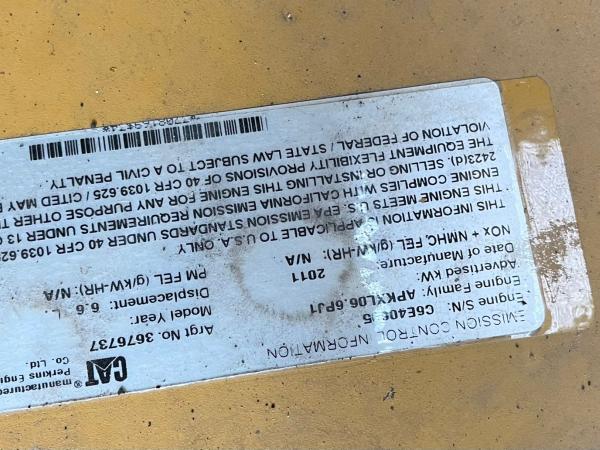 CAT ® manufactured
Perkins Engi
Co. Ltd.
EMISSION CONTROL INFORMATION
Engine S/N: Argt No. 3676737
Engine Family: APKXL06.6PJ1 Model Year:
Advertised kW: Displacement: 6.6
Date of Manufacture: 2011 PM FEL (g/kW-HR): N/A
NOx + NMHC, FEL (g/kW-HR): N/A
THIS INFORMATION IS APPLICABLE TO U.S.A. ONLY
THIS ENGINE MEETS U.S. EPA EMISSION STANDARDS UNDER 40 CFR 1039.625
ENGINE COMPLIES WITH CALIFORNIA EMISSION REQUIREMENTS UNDER 13 C
2423(d). SELLING OR INSTALLING THIS ENGINE FOR ANY PURPOSE OTHER TH
THE EQUIPMENT FLEXIBILITY PROVISIONS OF 40 CFR 1039.625 / CITED MAY B
VIOLATION OF FEDERAL / STATE LAW SUBJECT TO A CIVIL PENALTY.